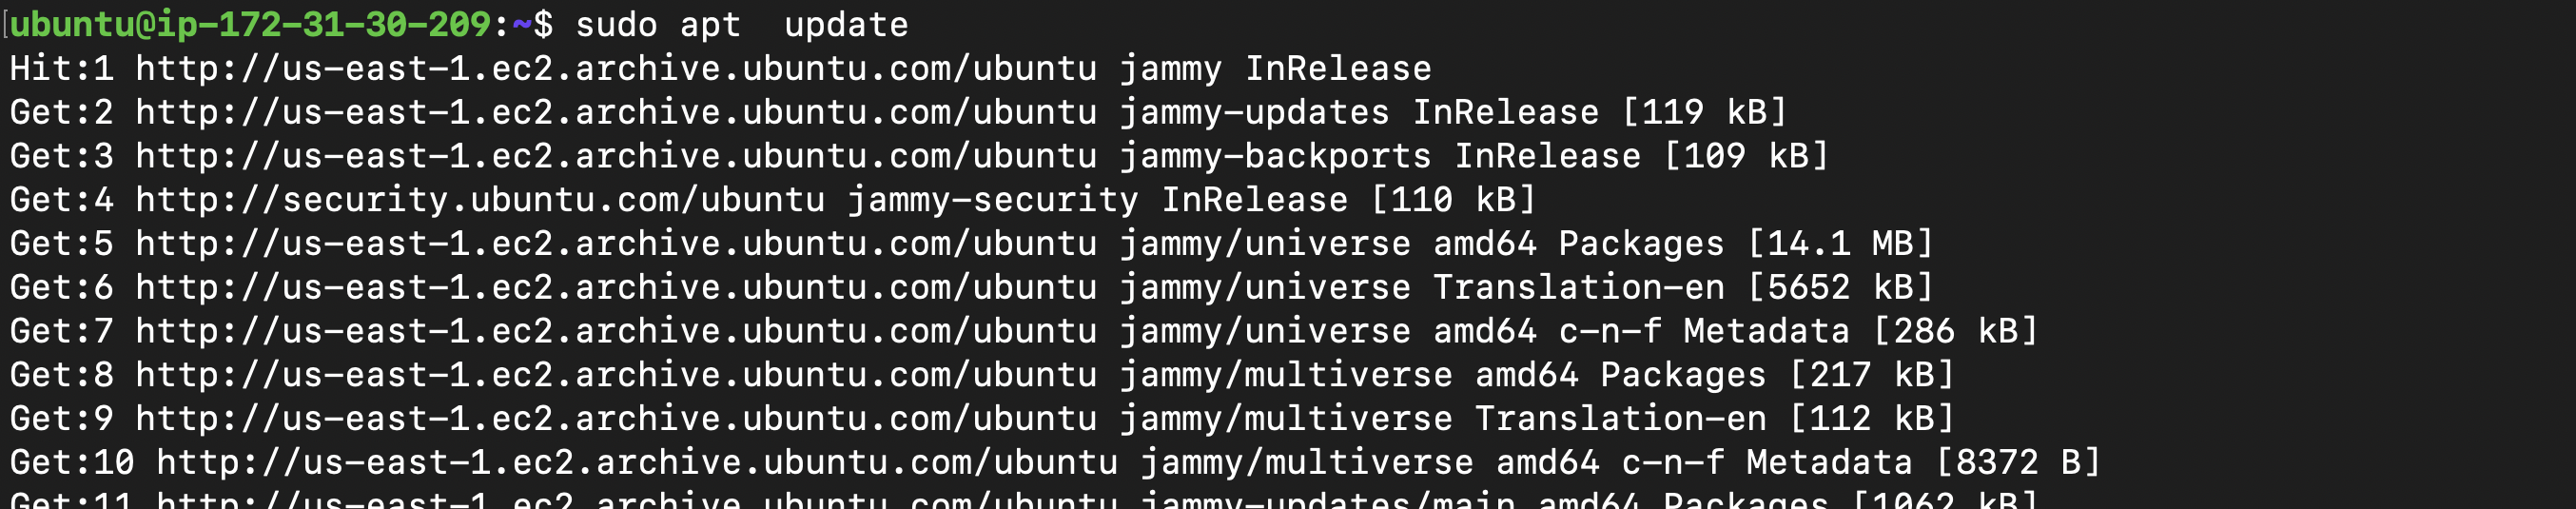 ubuntu@ip-172-31-30-209:~$ sudo apt  update
Hit:1 http://us-east-1.ec2.archive.ubuntu.com/ubuntu jammy InRelease
Get:2 http://us-east-1.ec2.archive.ubuntu.com/ubuntu jammy-updates InRelease [119 kB]
Get:3 http://us-east-1.ec2.archive.ubuntu.com/ubuntu jammy-backports InRelease [109 kB]
Get:4 http://security.ubuntu.com/ubuntu jammy-security InRelease [110 kB]
Get:5 http://us-east-1.ec2.archive.ubuntu.com/ubuntu jammy/universe amd64 Packages [14.1 MB]
Get:6 http://us-east-1.ec2.archive.ubuntu.com/ubuntu jammy/universe Translation-en [5652 kB]
Get:7 http://us-east-1.ec2.archive.ubuntu.com/ubuntu jammy/universe amd64 c-n-f Metadata [286 kB]
Get:8 http://us-east-1.ec2.archive.ubuntu.com/ubuntu jammy/multiverse amd64 Packages [217 kB]
Get:9 http://us-east-1.ec2.archive.ubuntu.com/ubuntu jammy/multiverse Translation-en [112 kB]
Get:10 http://us-east-1.ec2.archive.ubuntu.com/ubuntu jammy/multiverse amd64 c-n-f Metadata [8372 B]
Get:11 http://us-east-1.ec2.archive.ubuntu.com/ubuntu jammy-updates/main amd64 Packages [1062 kB]